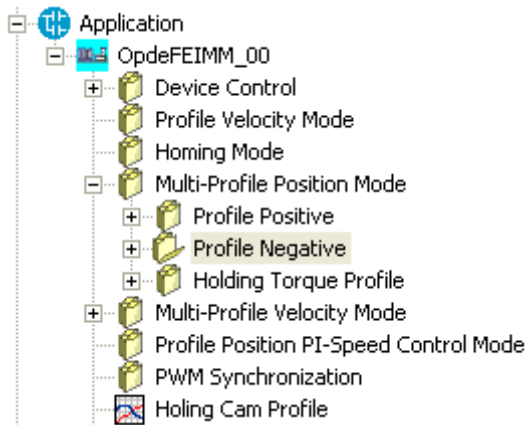 Application
OpdeFEIMM_00
Device Control
Profile Velocity Mode
Homing Mode
Multi-Profile Position Mode
Profile Positive
Profile Negative
Holding Torque Profile
Multi-Profile Velocity Mode
Profile Position PI-Speed Control Mode
PWM Synchronization
Holing Cam Profile